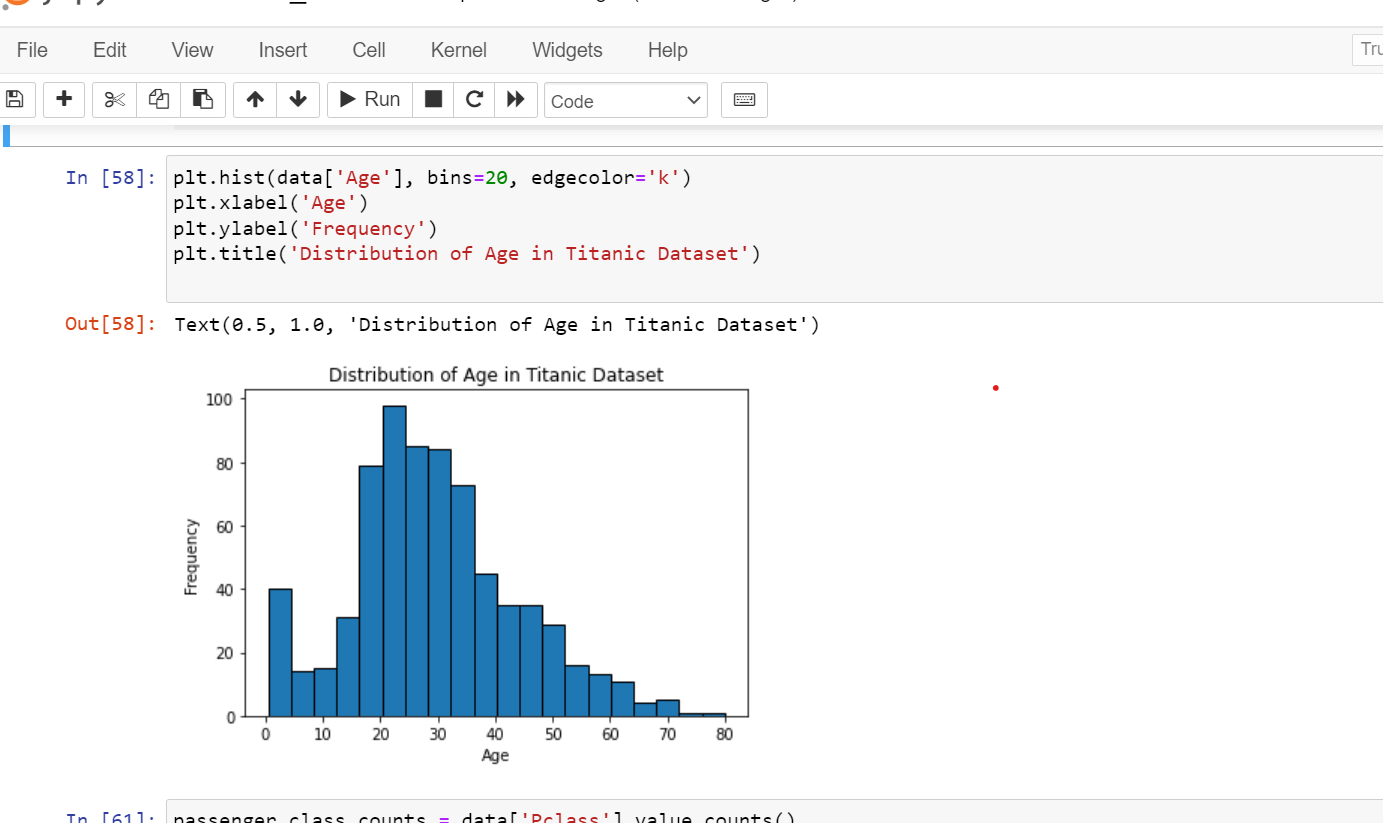 File Edit View Insert Cell Kernel Widgets Help
Run Code
In [58]: plt.hist(data['Age'], bins=20, edgecolor='k')
plt.xlabel('Age')
plt.ylabel('Frequency')
plt.title('Distribution of Age in Titanic Dataset')
Out[58]: Text(0.5, 1.0, 'Distribution of Age in Titanic Dataset')
Distribution of Age in Titanic Dataset
100
80
60
40
20
0
Frequency
0 10 20 30 40 50 60 70 80
Age
In [61]: passenger_class_counts = data['Pclass'].value_counts()